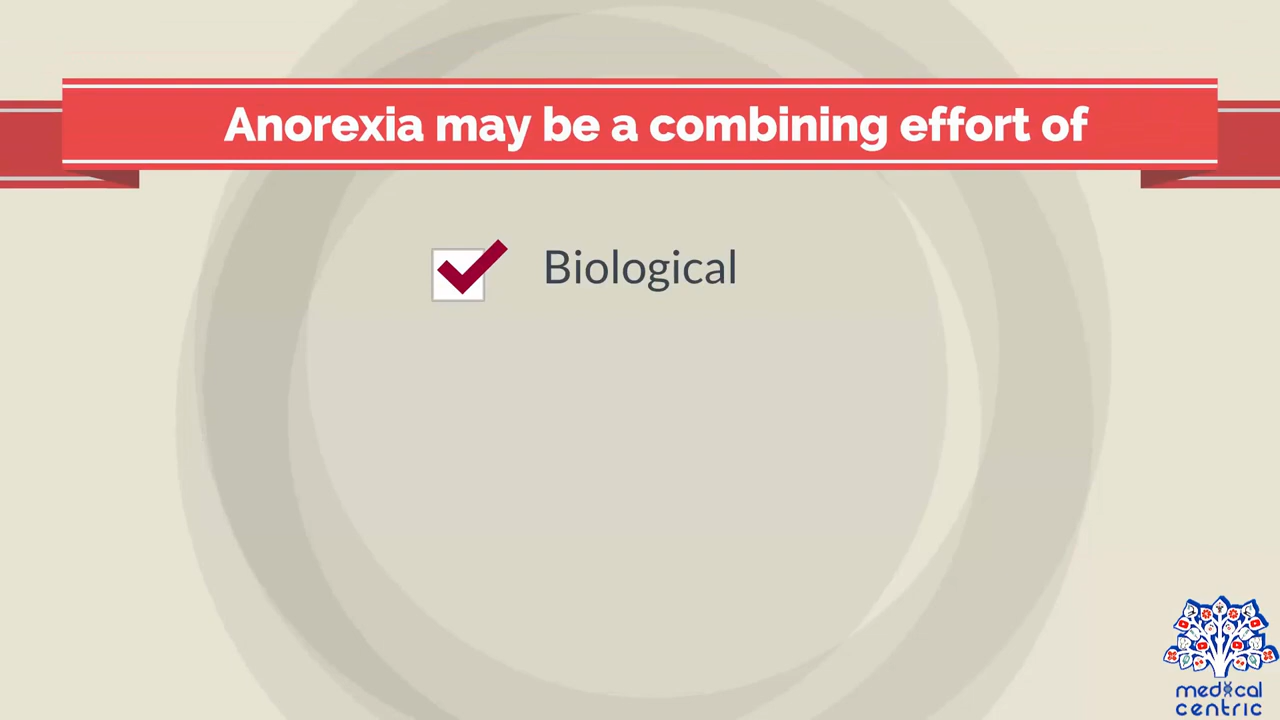 Anorexia may be a combining effort of
Biological
medical
centric